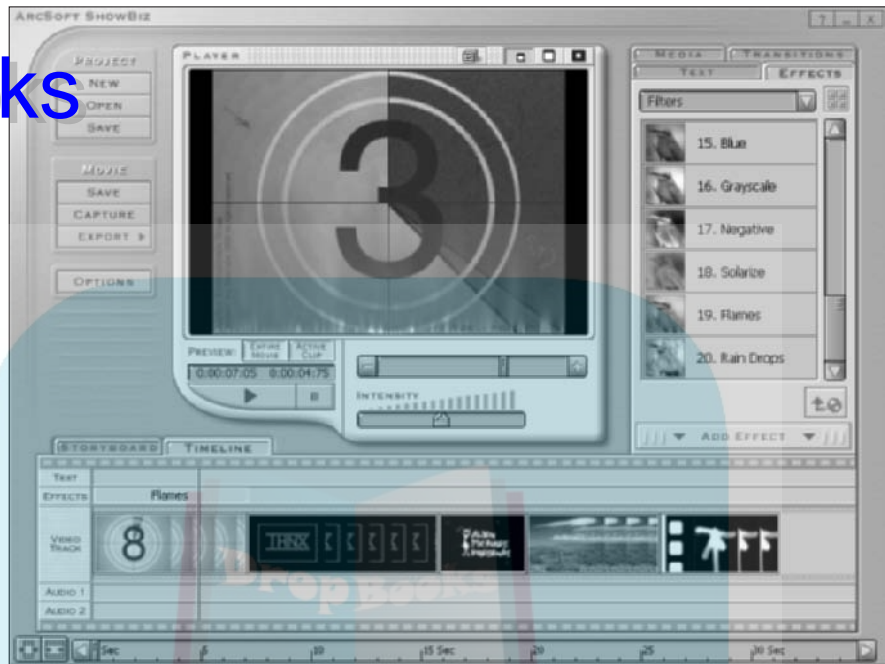 ArcSoft ShowBiz
? _ X
ks
Project
New
Open
Save
Movie
Save
Capture
Export
Options
Player
3
Preview: Entire Movie Active Clip
0:00:07:05 0:00:04:75
Intensity
Media Transitions
Text Effects
Filters
15. Blue
16. Grayscale
17. Negative
18. Solarize
19. Flames
20. Rain Drops
Add Effect
Storyboard Timeline
Text
Effects Flames
Video Track
8
THNX
Audio 1
Audio 2
Drop Books
Sec 5 10 15 Sec 20 25 30 Sec